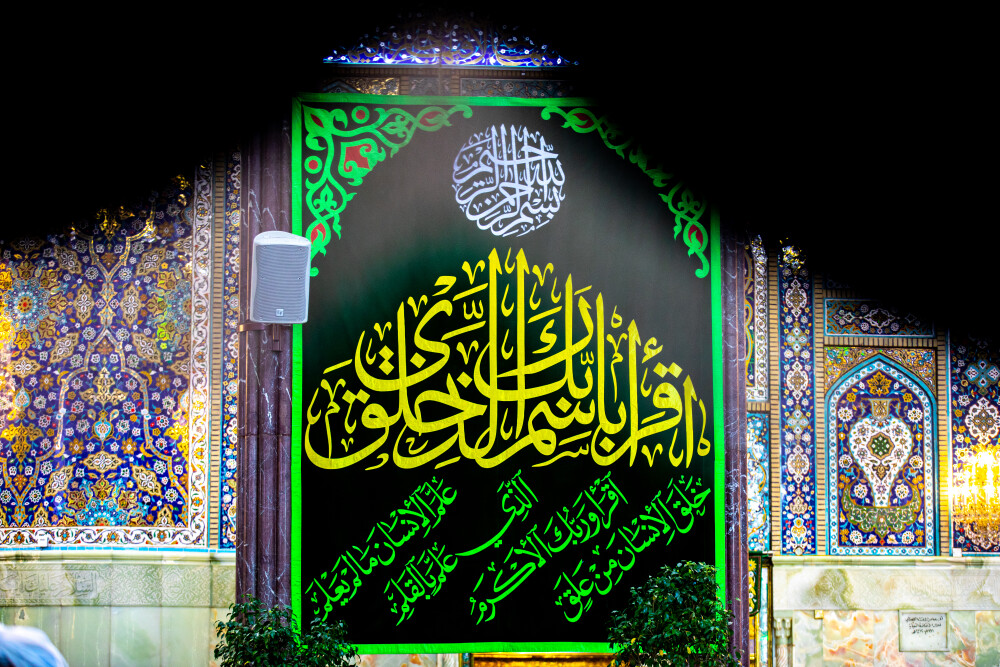 بسم الله الرحمن الرحيم
اقرأ باسم ربك الذي خلق
خلق الإنسان من علق
اقرأ وربك الأكرم
الذي علم بالقلم
علم الإنسان ما لم يعلم